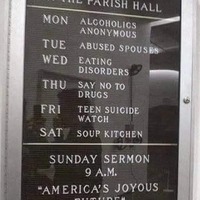 THE PARISH HALL
MON ALCOHOLICS
ANONYMOUS
TUE ABUSED SPOUSES
WED EATING
DISORDERS
THU SAY NO TO
DRUGS
FRI TEEN SUICIDE
WATCH
SAT SOUP KITCHEN
SUNDAY SERMON
9 A.M.
"AMERICA'S JOYOUS
FUTURE"